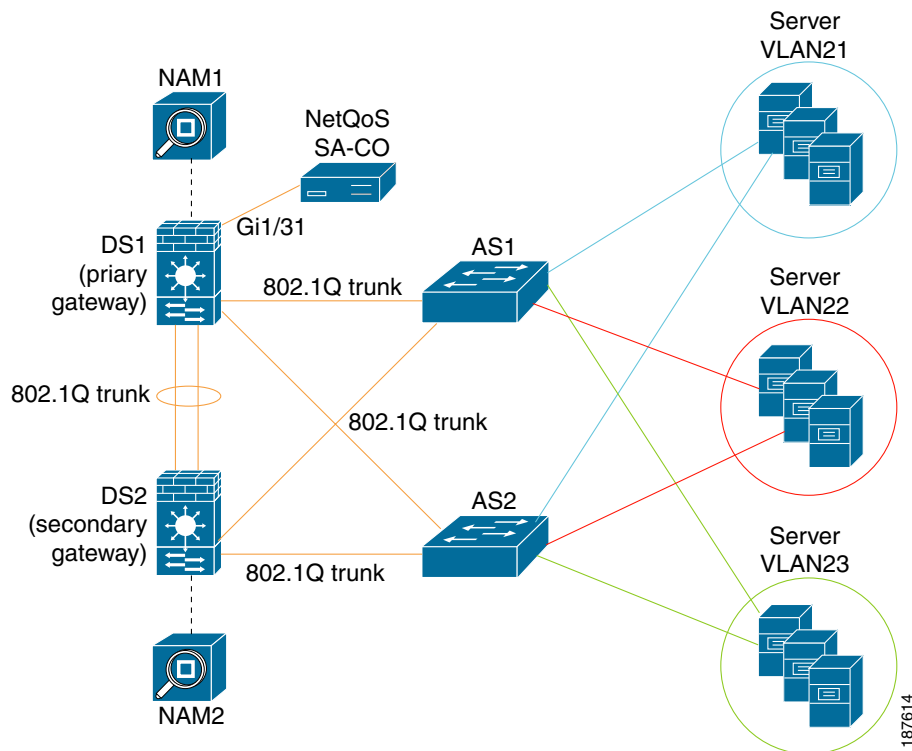 Server
VLAN21
NAM1
NetQoS
SA-CO
Gi1/31
DS1
(priary
gateway)
AS1
802.1Q trunk
Server
VLAN22
802.1Q trunk
802.1Q trunk
DS2
(secondary
gateway)
AS2
802.1Q trunk
Server
VLAN23
NAM2
187614